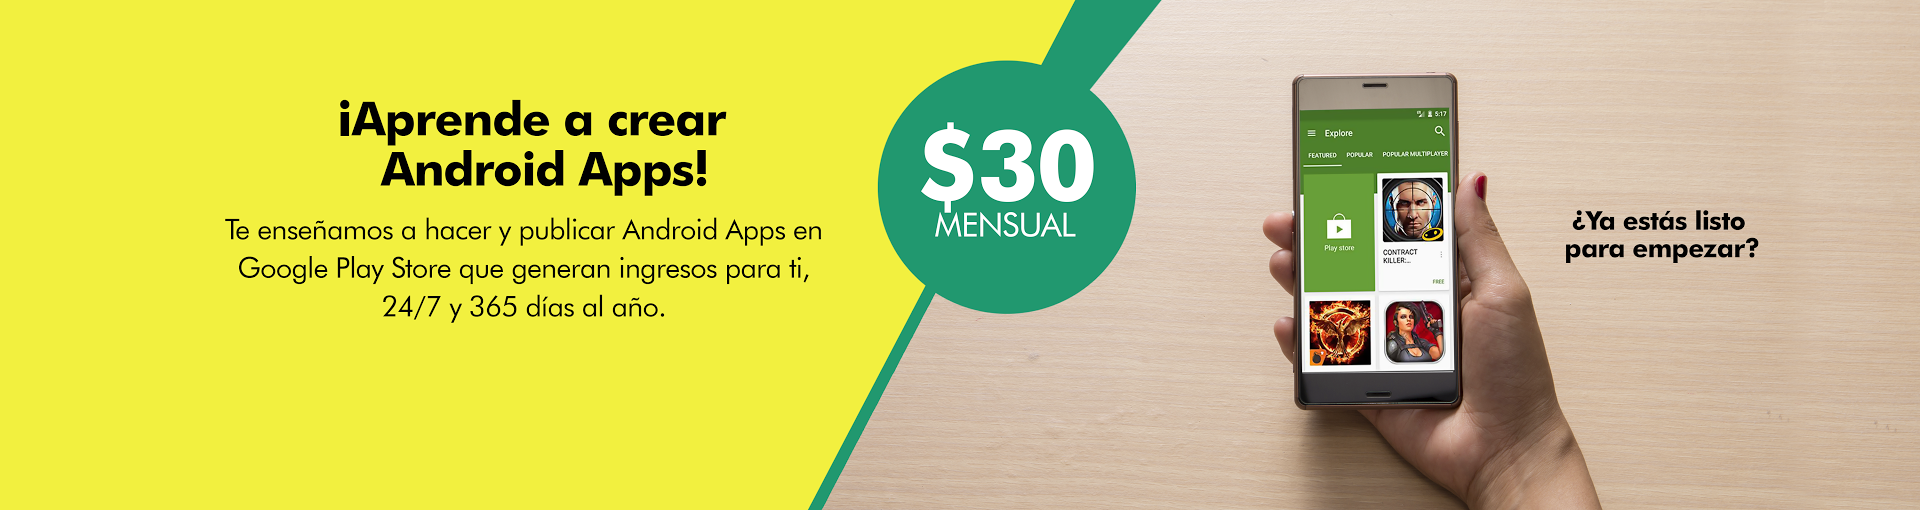 ¡Aprende a crear
Android Apps!
Te enseñamos a hacer y publicar Android Apps en
Google Play Store que generan ingresos para ti,
24/7 y 365 días al año.
$30
MENSUAL
5:17
Explore
FEATURED POPULAR POPULAR MULTIPLAYER
Play store
CONTRACT
KILLER:...
FREE
¿Ya estás listo
para empezar?